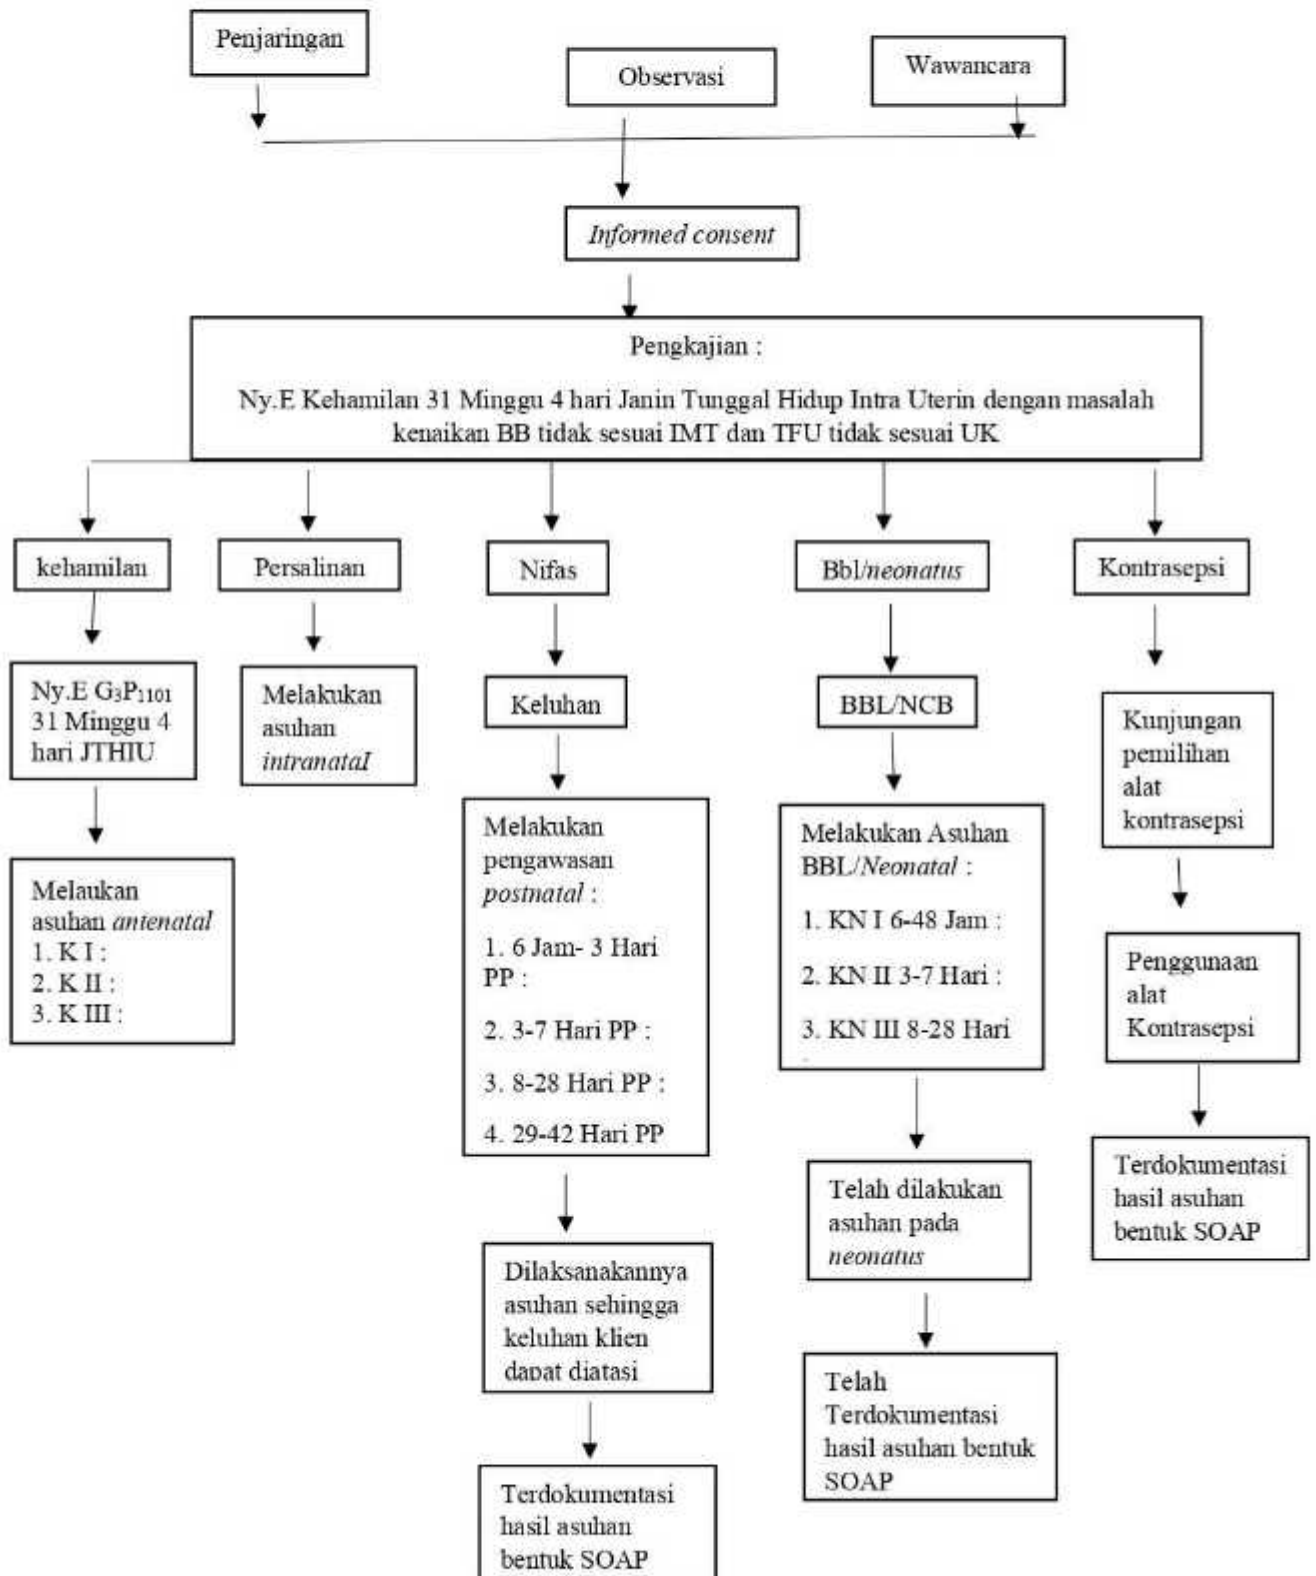 Penjaringan
Observasi
Wawancara
Informed consent
Pengkajian :
Ny.E Kehamilan 31 Minggu 4 hari Janin Tunggal Hidup Intra Uterin dengan masalah
kenaikan BB tidak sesuai IMT dan TFU tidak sesuai UK
kehamilan
Persalinan
Nifas
Bbl/neonatus
Kontrasepsi
Ny.E G₃P₁₁₀₁
31 Minggu 4
hari JTHIU
Melakukan
asuhan
intranatal
Keluhan
BBL/NCB
Kunjungan
pemilihan
alat
kontrasepsi
Melaukan
asuhan antenatal
1. K I :
2. K II :
3. K III :
Melakukan
pengawasan
postnatal :
1. 6 Jam- 3 Hari
PP :
2. 3-7 Hari PP :
3. 8-28 Hari PP :
4. 29-42 Hari PP
Melakukan Asuhan
BBL/Neonatal :
1. KN I 6-48 Jam :
2. KN II 3-7 Hari :
3. KN III 8-28 Hari
Penggunaan
alat
Kontrasepsi
Telah dilakukan
asuhan pada
neonatus
Terdokumentasi
hasil asuhan
bentuk SOAP
Dilaksanakannya
asuhan sehingga
keluhan klien
dapat diatasi
Telah
Terdokumentasi
hasil asuhan bentuk
SOAP
Terdokumentasi
hasil asuhan
bentuk SOAP